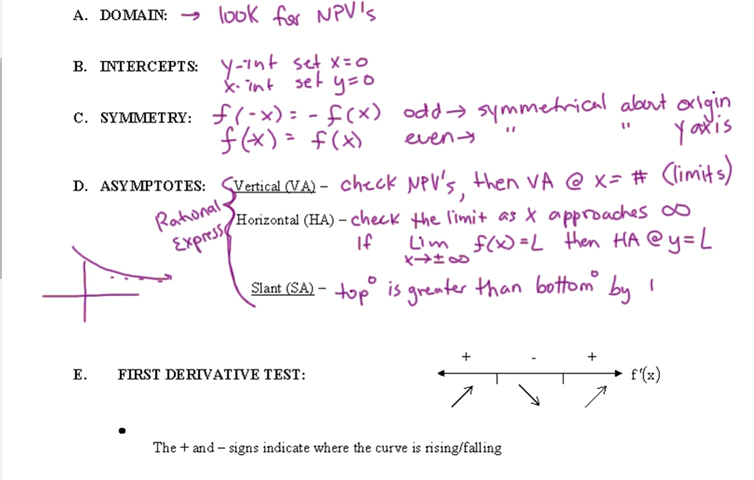 A. DOMAIN: → look for NPV's
B. INTERCEPTS: y-int set x=0
x-int set y=0
C. SYMMETRY: f(-x) = - f(x) odd → symmetrical about origin
f(-x) = f(x) even → " " y axis
D. ASYMPTOTES: Vertical (VA) – check NPV's, then VA @ x= # (limits)
Rational Express
Horizontal (HA) – check the limit as x approaches ∞
If Lim f(x)=L then HA @ y=L
x→±∞
Slant (SA) – top° is greater than bottom° by 1
+ - +
E. FIRST DERIVATIVE TEST: f'(x)
• The + and – signs indicate where the curve is rising/falling